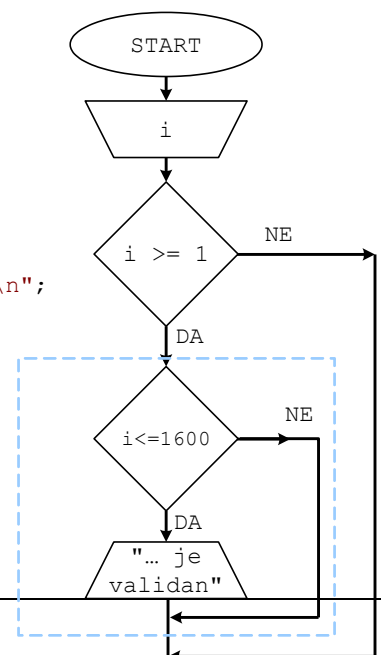 START
i
i >= 1
NE
\n";
DA
i<=1600
NE
DA
"… je
validan"